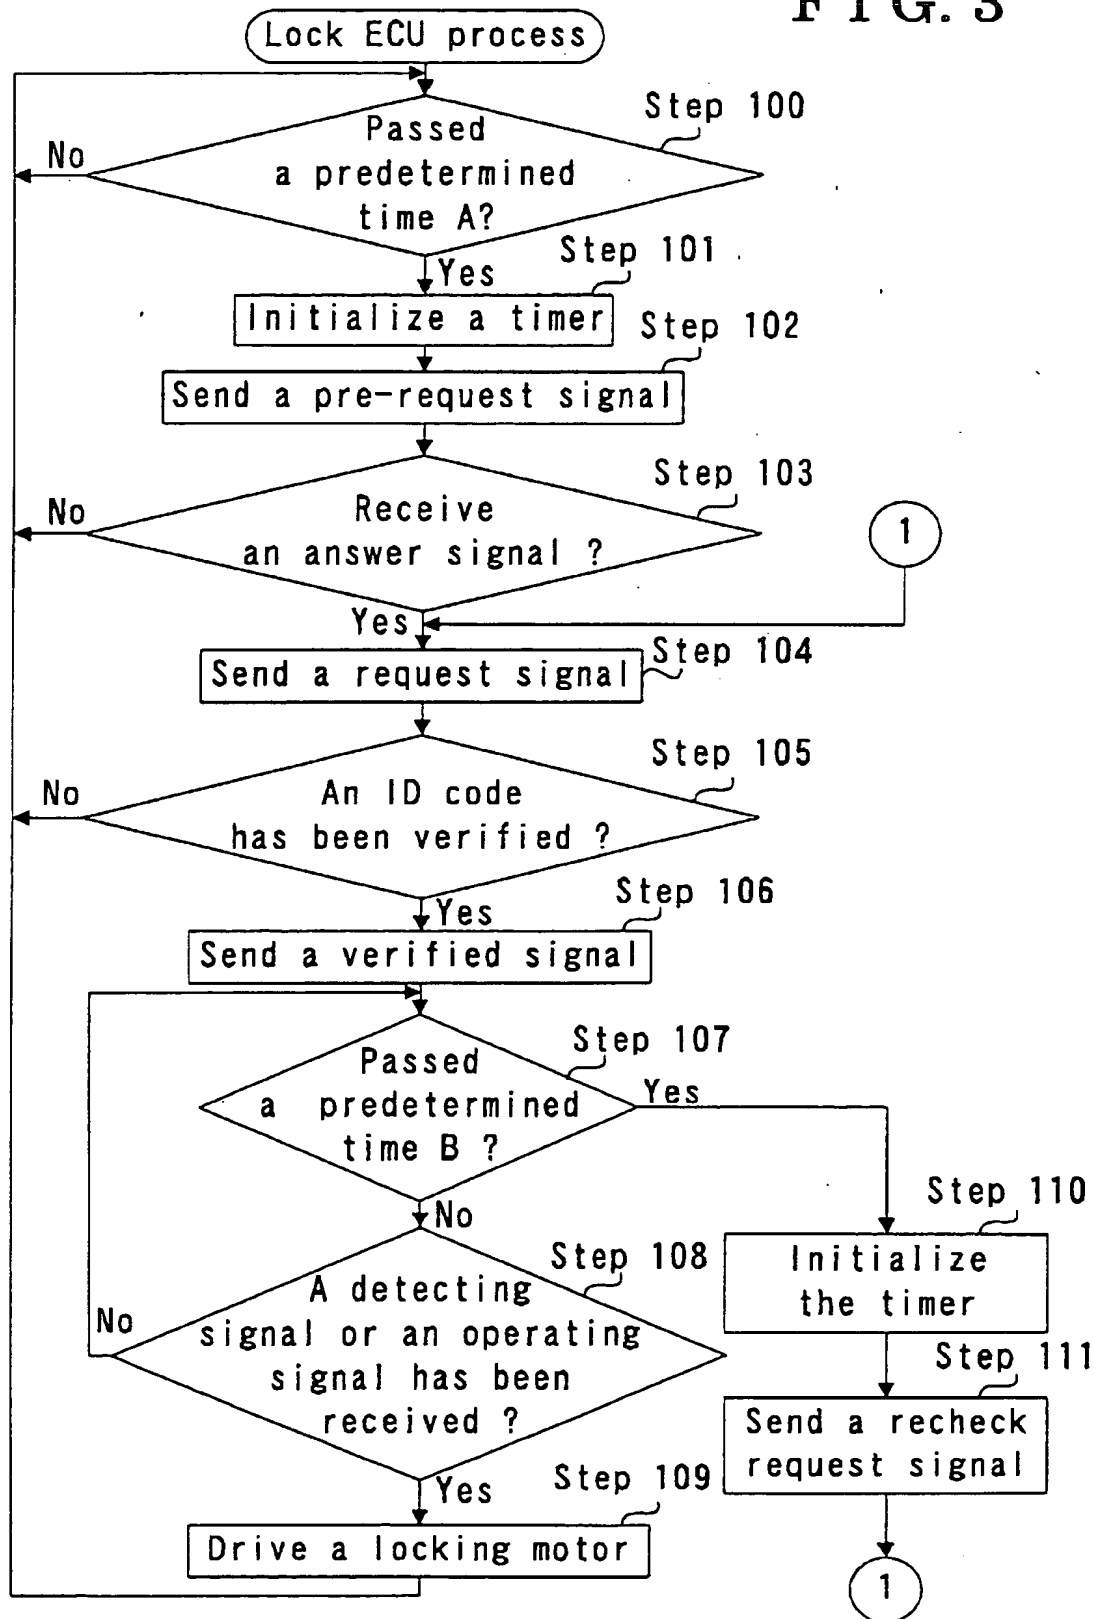 FIG. 3
Lock ECU process
Step 100
Passed
a predetermined
time A?
No
Yes
Step 101
Initialize a timer
Step 102
Send a pre-request signal
Step 103
Receive
an answer signal ?
No
1
Yes
Step 104
Send a request signal
Step 105
An ID code
has been verified ?
No
Yes
Step 106
Send a verified signal
Step 107
Passed
a predetermined
time B ?
Yes
No
Step 108
A detecting
signal or an operating
signal has been
received ?
No
Yes
Step 109
Drive a locking motor
Step 110
Initialize
the timer
Step 111
Send a recheck
request signal
1